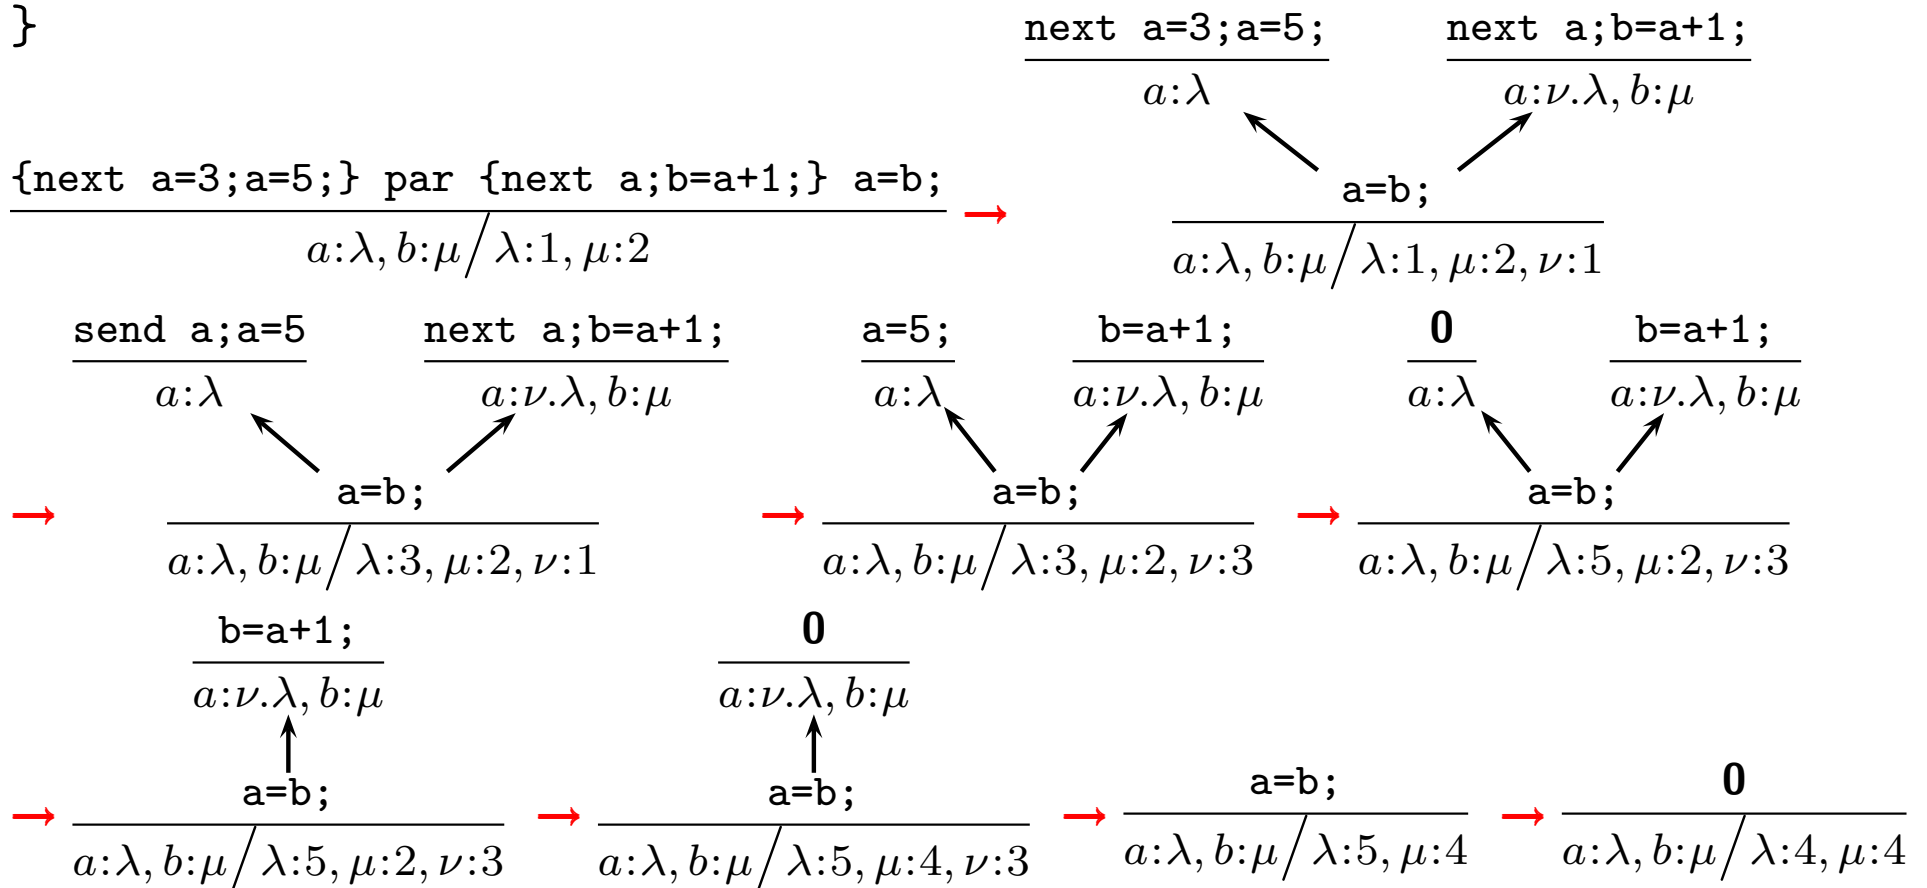 }
next a=3;a=5; next a;b=a+1;
a:λ a:ν.λ, b:μ
{next a=3;a=5;} par {next a;b=a+1;} a=b; → a=b;
a:λ, b:μ / λ:1, μ:2 a:λ, b:μ / λ:1, μ:2, ν:1
send a;a=5 next a;b=a+1; a=5; b=a+1; 0 b=a+1;
a:λ a:ν.λ, b:μ a:λ a:ν.λ, b:μ a:λ a:ν.λ, b:μ
→ a=b; → a=b; → a=b;
a:λ, b:μ / λ:3, μ:2, ν:1 a:λ, b:μ / λ:3, μ:2, ν:3 a:λ, b:μ / λ:5, μ:2, ν:3
b=a+1; 0
a:ν.λ, b:μ a:ν.λ, b:μ
→ a=b; → a=b; → a=b; → 0
a:λ, b:μ / λ:5, μ:2, ν:3 a:λ, b:μ / λ:5, μ:4, ν:3 a:λ, b:μ / λ:5, μ:4 a:λ, b:μ / λ:4, μ:4